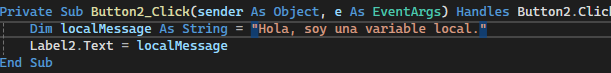 Private Sub Button2_Click(sender As Object, e As EventArgs) Handles Button2.Click
Dim localMessage As String = "Hola, soy una variable local."
Label2.Text = localMessage
End Sub